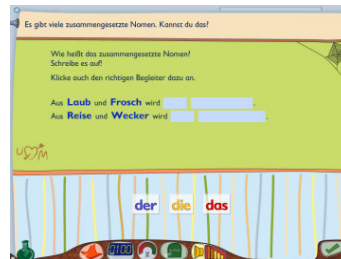 Es gibt viele zusammengesetzte Nomen. Kannst du das?
Wie heißt das zusammengesetzte Nomen?
Schreibe es auf!
Klicke auch den richtigen Begleiter dazu an.
Aus Laub und Frosch wird .
Aus Reise und Wecker wird .
der die das